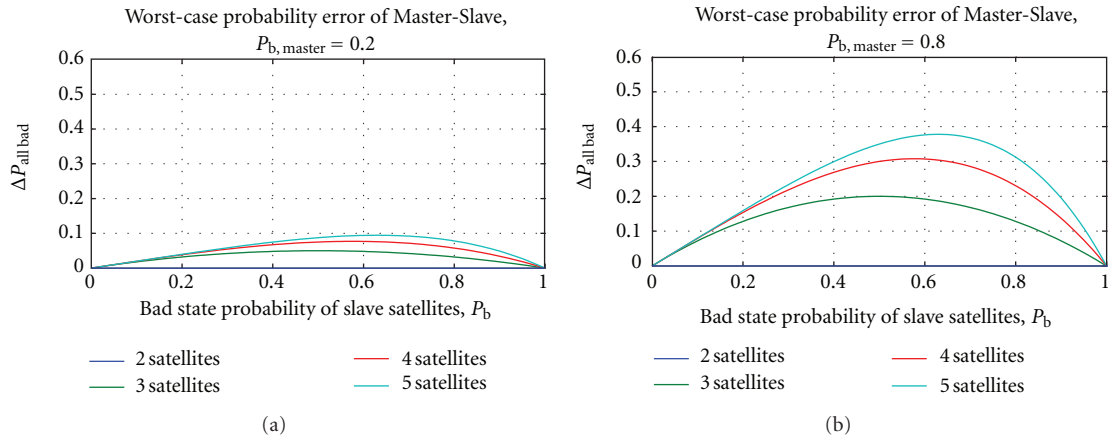 Worst-case probability error of Master-Slave,
P_b, master = 0.2
0.6
0.5
0.4
0.3
0.2
0.1
0
ΔP_all bad
0 0.2 0.4 0.6 0.8 1
Bad state probability of slave satellites, P_b
2 satellites
3 satellites
4 satellites
5 satellites
(a)
Worst-case probability error of Master-Slave,
P_b, master = 0.8
0.6
0.5
0.4
0.3
0.2
0.1
0
ΔP_all bad
0 0.2 0.4 0.6 0.8 1
Bad state probability of slave satellites, P_b
2 satellites
3 satellites
4 satellites
5 satellites
(b)